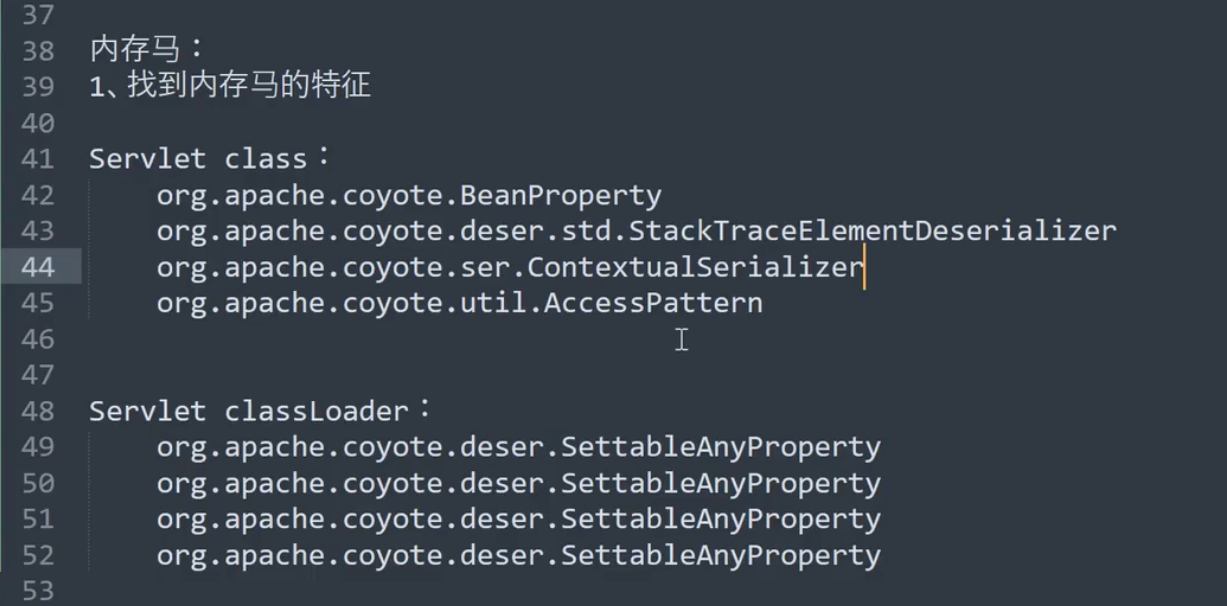 37
38 内存马：
39 1、找到内存马的特征
40
41 Servlet class：
42 org.apache.coyote.BeanProperty
43 org.apache.coyote.deser.std.StackTraceElementDeserializer
44 org.apache.coyote.ser.ContextualSerializer
45 org.apache.coyote.util.AccessPattern
46
47
48 Servlet classLoader：
49 org.apache.coyote.deser.SettableAnyProperty
50 org.apache.coyote.deser.SettableAnyProperty
51 org.apache.coyote.deser.SettableAnyProperty
52 org.apache.coyote.deser.SettableAnyProperty
53